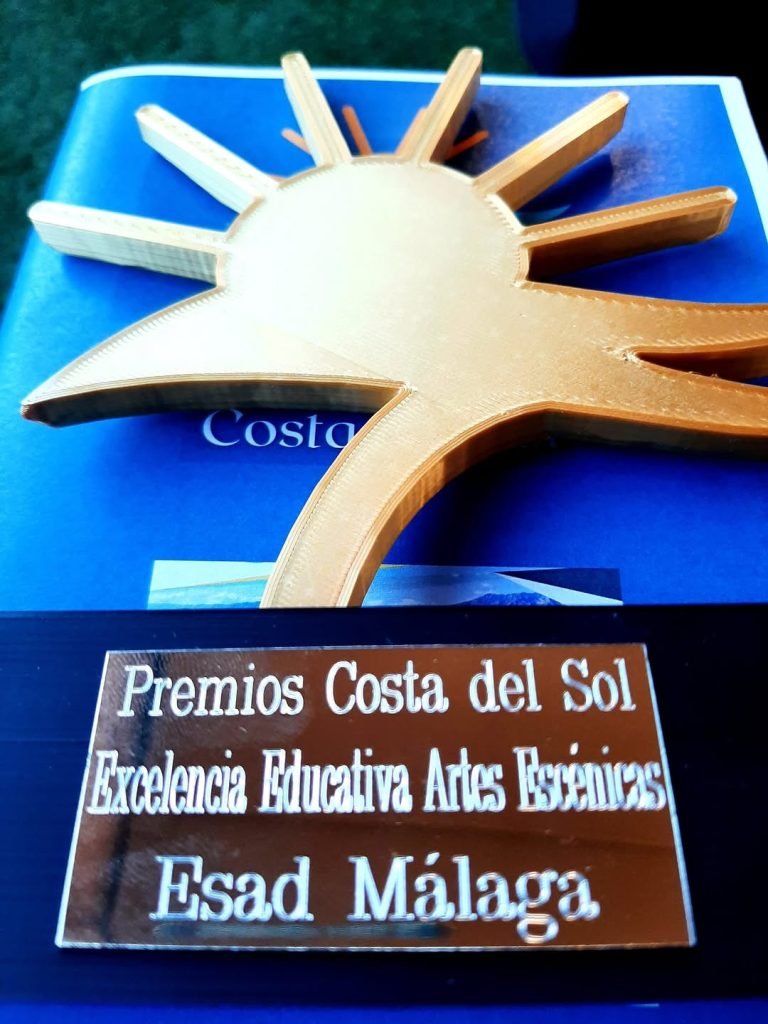 Costa
Premios Costa del Sol
Excelencia Educativa Artes Escénicas
Esad Málaga